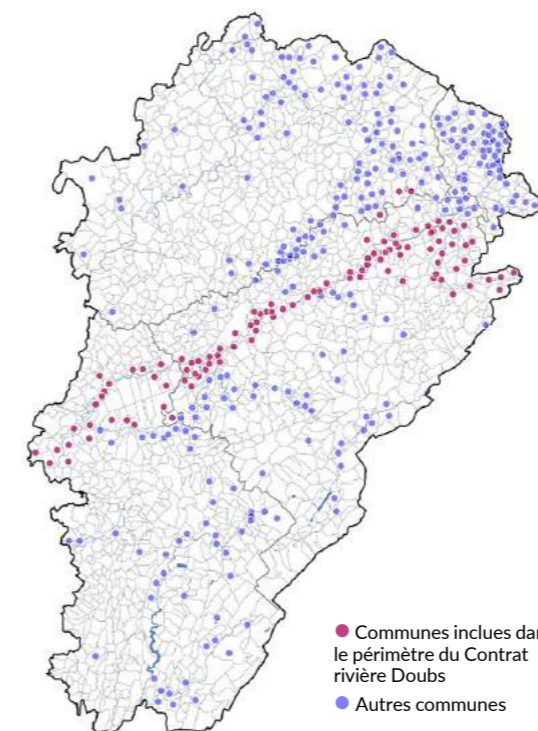 Communes inclues dan
le périmètre du Contrat
rivière Doubs
Autres communes